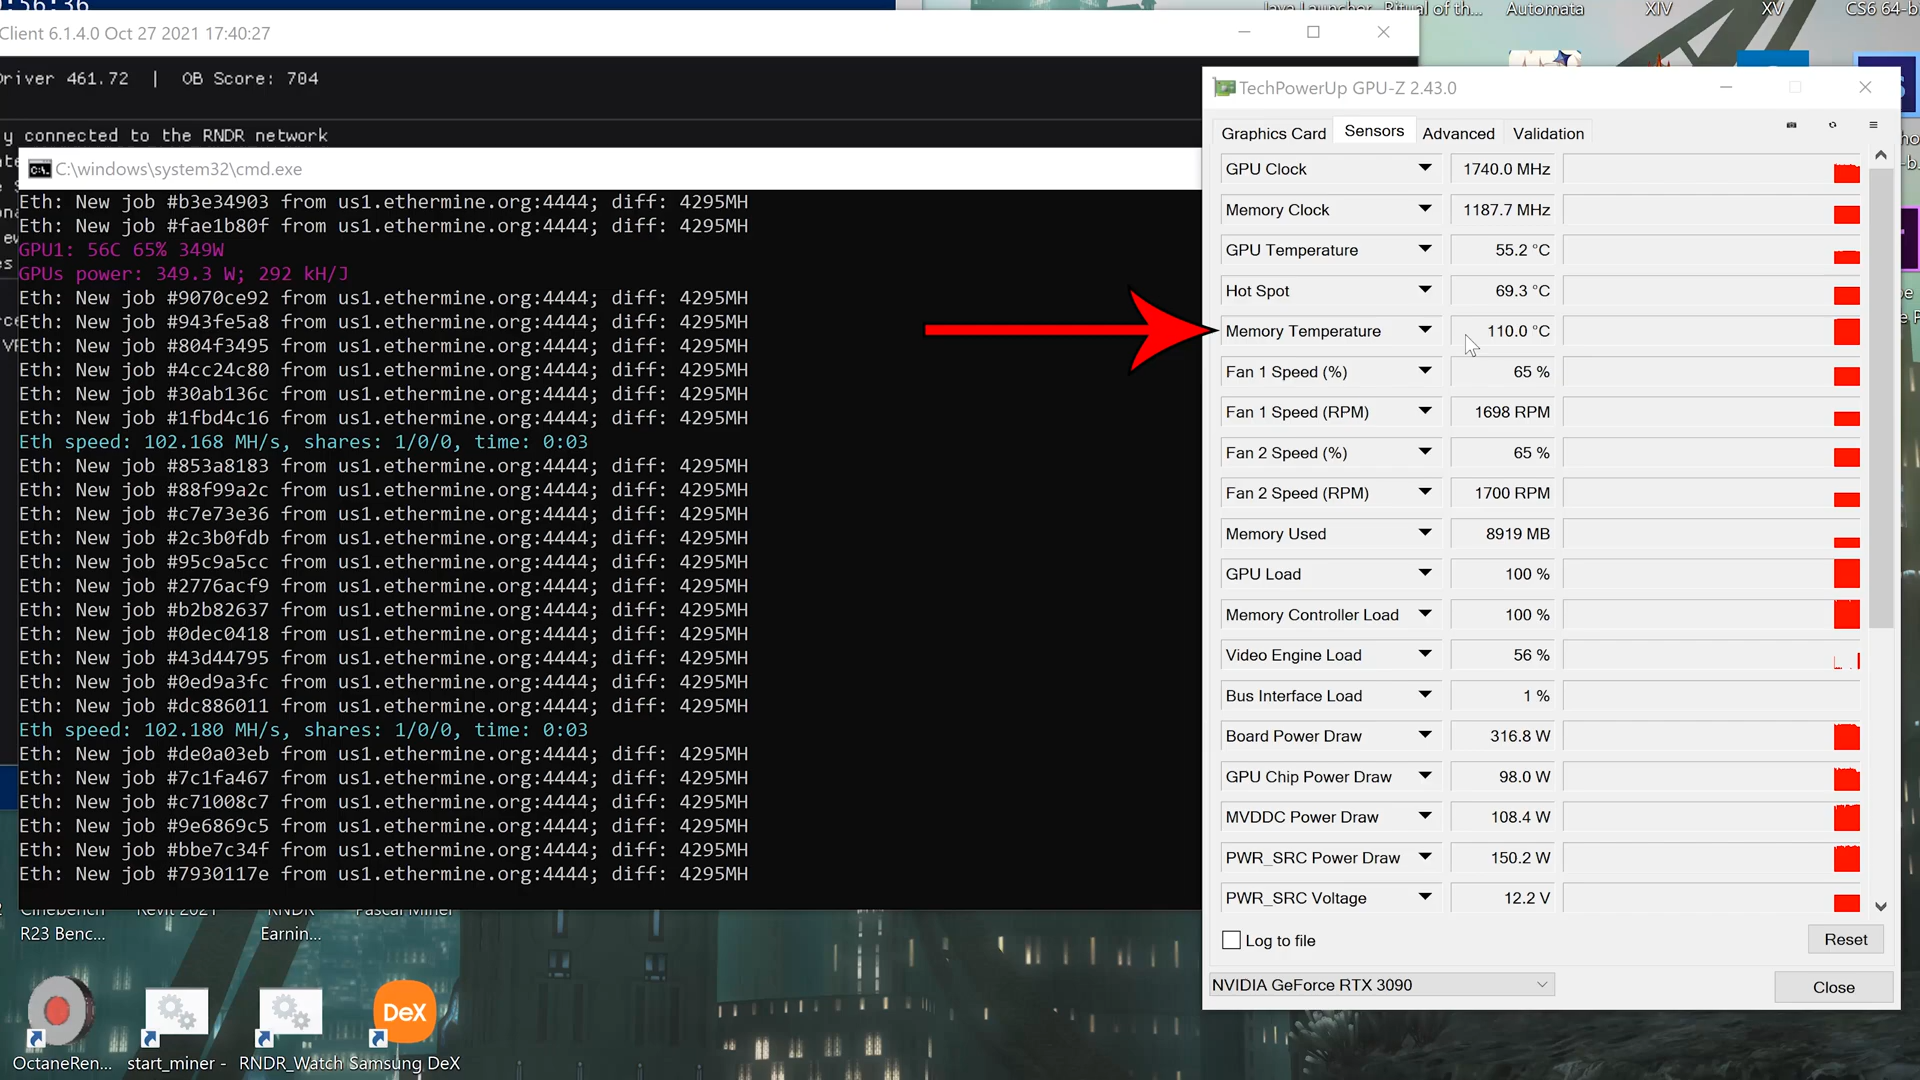 :56:36
Java Launcher
Ritual of th...
Automata
XIV
XV
CS6 64-b
Client 6.1.4.0 Oct 27 2021 17:40:27
Driver 461.72 | OB Score: 704
y connected to the RNDR network
C:\windows\system32\cmd.exe
Eth: New job #b3e34903 from us1.ethermine.org:4444; diff: 4295MH
Eth: New job #fae1b80f from us1.ethermine.org:4444; diff: 4295MH
GPU1: 56C 65% 349W
GPUs power: 349.3 W; 292 kH/J
Eth: New job #9070ce92 from us1.ethermine.org:4444; diff: 4295MH
Eth: New job #943fe5a8 from us1.ethermine.org:4444; diff: 4295MH
Eth: New job #804f3495 from us1.ethermine.org:4444; diff: 4295MH
Eth: New job #4cc24c80 from us1.ethermine.org:4444; diff: 4295MH
Eth: New job #30ab136c from us1.ethermine.org:4444; diff: 4295MH
Eth: New job #1fbd4c16 from us1.ethermine.org:4444; diff: 4295MH
Eth speed: 102.168 MH/s, shares: 1/0/0, time: 0:03
Eth: New job #853a8183 from us1.ethermine.org:4444; diff: 4295MH
Eth: New job #88f99a2c from us1.ethermine.org:4444; diff: 4295MH
Eth: New job #c7e73e36 from us1.ethermine.org:4444; diff: 4295MH
Eth: New job #2c3b0fdb from us1.ethermine.org:4444; diff: 4295MH
Eth: New job #95c9a5cc from us1.ethermine.org:4444; diff: 4295MH
Eth: New job #2776acf9 from us1.ethermine.org:4444; diff: 4295MH
Eth: New job #b2b82637 from us1.ethermine.org:4444; diff: 4295MH
Eth: New job #0dec0418 from us1.ethermine.org:4444; diff: 4295MH
Eth: New job #43d44795 from us1.ethermine.org:4444; diff: 4295MH
Eth: New job #0ed9a3fc from us1.ethermine.org:4444; diff: 4295MH
Eth: New job #dc886011 from us1.ethermine.org:4444; diff: 4295MH
Eth speed: 102.180 MH/s, shares: 1/0/0, time: 0:03
Eth: New job #de0a03eb from us1.ethermine.org:4444; diff: 4295MH
Eth: New job #7c1fa467 from us1.ethermine.org:4444; diff: 4295MH
Eth: New job #c71008c7 from us1.ethermine.org:4444; diff: 4295MH
Eth: New job #9e6869c5 from us1.ethermine.org:4444; diff: 4295MH
Eth: New job #bbe7c34f from us1.ethermine.org:4444; diff: 4295MH
Eth: New job #7930117e from us1.ethermine.org:4444; diff: 4295MH
TechPowerUp GPU-Z 2.43.0
Graphics Card Sensors Advanced Validation
GPU Clock 1740.0 MHz
Memory Clock 1187.7 MHz
GPU Temperature 55.2 °C
Hot Spot 69.3 °C
Memory Temperature 110.0 °C
Fan 1 Speed (%) 65 %
Fan 1 Speed (RPM) 1698 RPM
Fan 2 Speed (%) 65 %
Fan 2 Speed (RPM) 1700 RPM
Memory Used 8919 MB
GPU Load 100 %
Memory Controller Load 100 %
Video Engine Load 56 %
Bus Interface Load 1 %
Board Power Draw 316.8 W
GPU Chip Power Draw 98.0 W
MVDDC Power Draw 108.4 W
PWR_SRC Power Draw 150.2 W
PWR_SRC Voltage 12.2 V
Log to file
Reset
NVIDIA GeForce RTX 3090
Close
Cinebench
R23 Benc...
Revit 2021
RNDR
Earnin...
Pascal Miner
DeX
OctaneRen...
start_miner -
RNDR_Watch
Samsung DeX